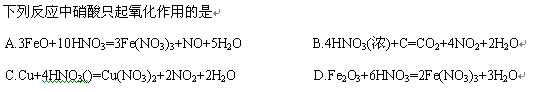 下列反应中硝酸只起氧化作用的是↵
A.3FeO+10HNO₃=3Fe(NO₃)₃+NO+5H₂O B.4HNO₃(浓)+C=CO₂+4NO₂+2H₂O↵
C.Cu+4HNO₃()=Cu(NO₃)₂+2NO₂+2H₂O D.Fe₂O₃+6HNO₃=2Fe(NO₃)₃+3H₂O↵